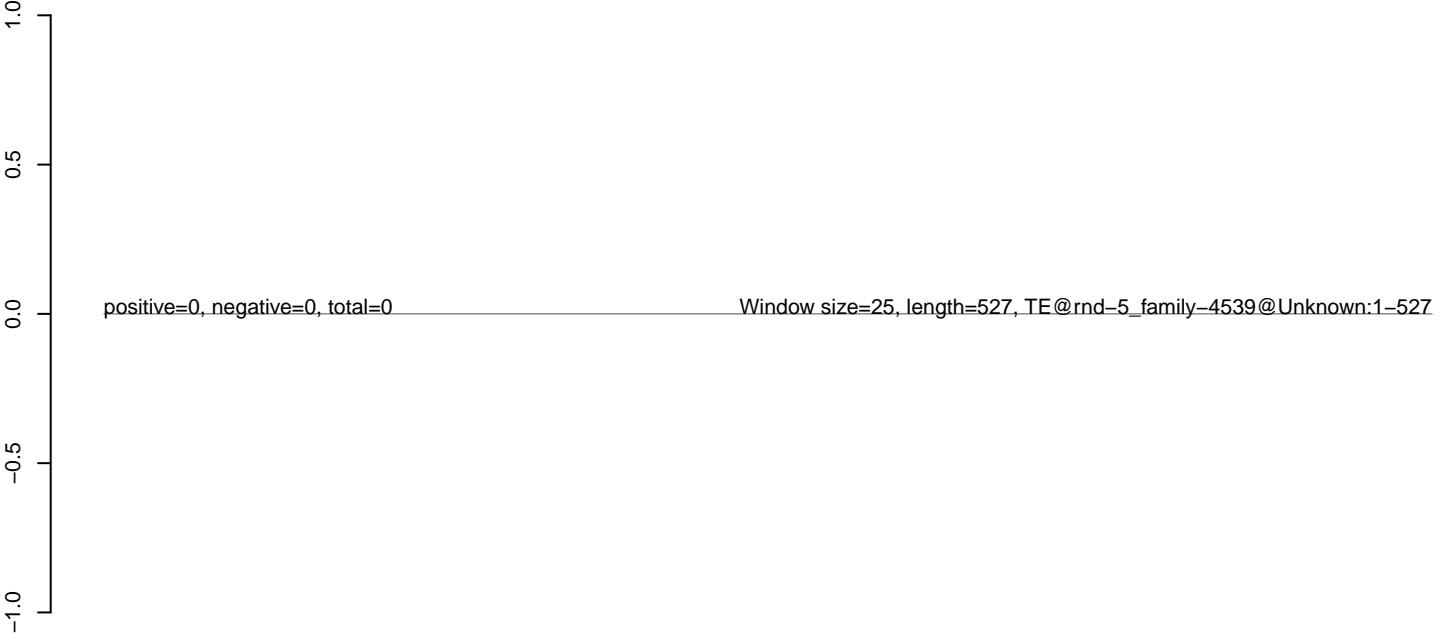 1.0
0.5
positive=0, negative=0, total=0
Window size=25, length=527, TE@rnd−5_family−4539@Unknown:1−527
0.0
−0.5
−1.0